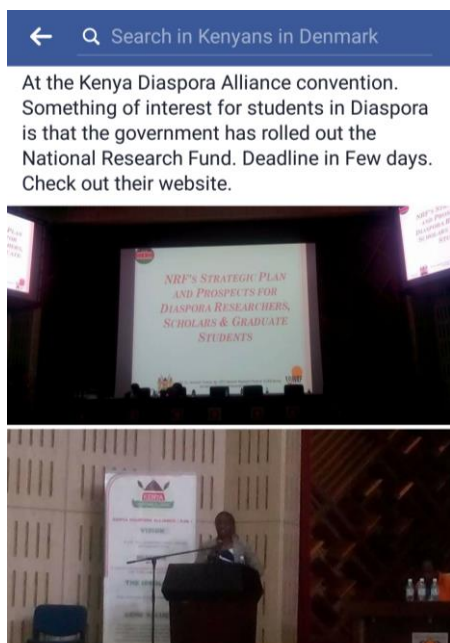 Search in Kenyans in Denmark
At the Kenya Diaspora Alliance convention.
Something of interest for students in Diaspora
is that the government has rolled out the
National Research Fund. Deadline in Few days.
Check out their website.
NRF'S STRATEGIC PLAN
AND PROSPECTS FOR
DIASPORA RESEARCHERS,
SCHOLARS & GRADUATE
STUDENTS
KENYA
VISION